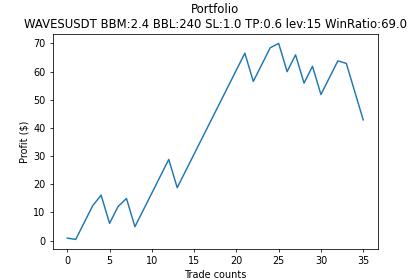 Portfolio
WAVESUSDT BBM:2.4 BBL:240 SL:1.0 TP:0.6 lev:15 WinRatio:69.0
70
60
50
40
30
20
10
0
Profit ($)
0 5 10 15 20 25 30 35
Trade counts